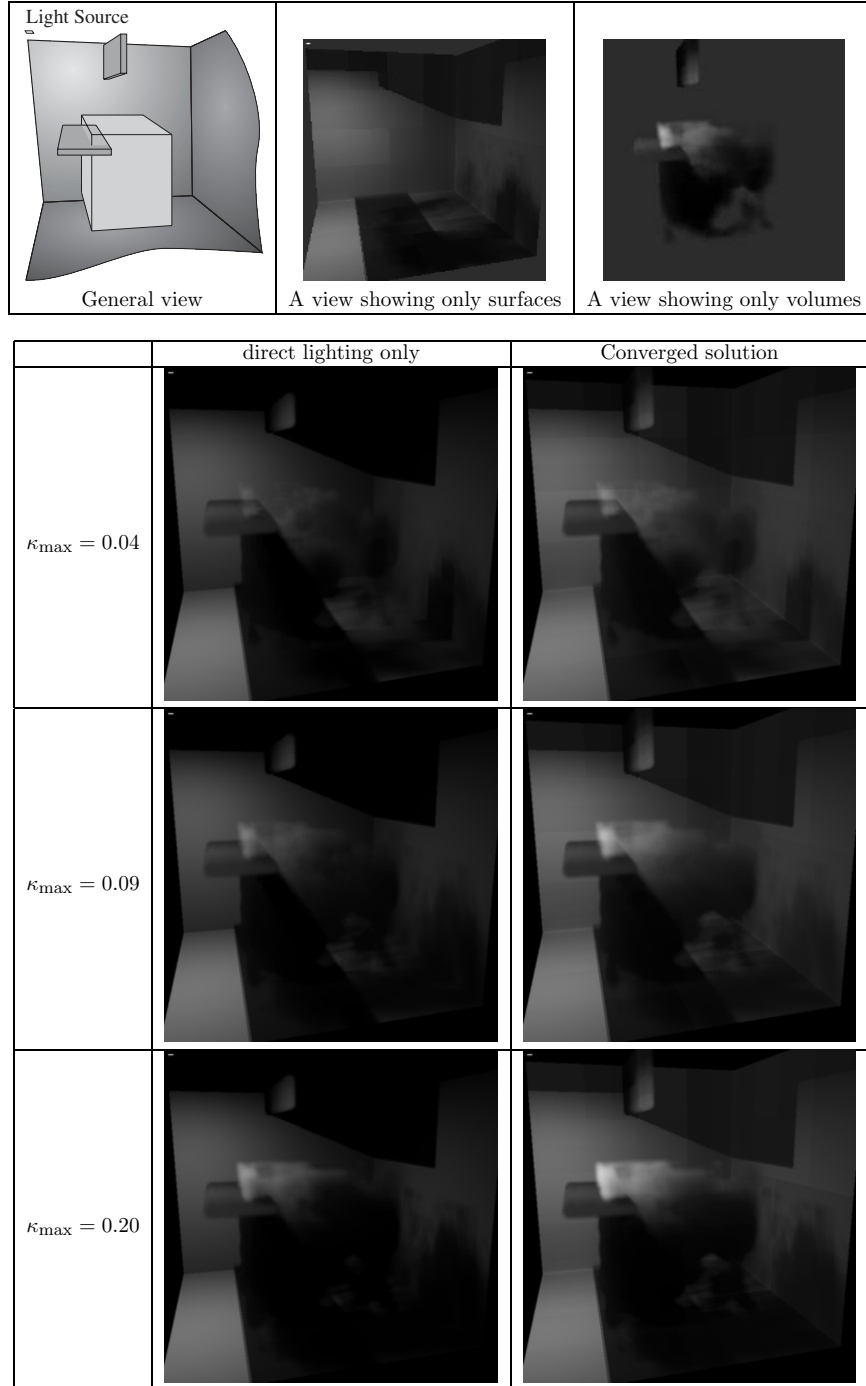 Light Source
General view
A view showing only surfaces
A view showing only volumes
direct lighting only
Converged solution
κmax = 0.04
κmax = 0.09
κmax = 0.20